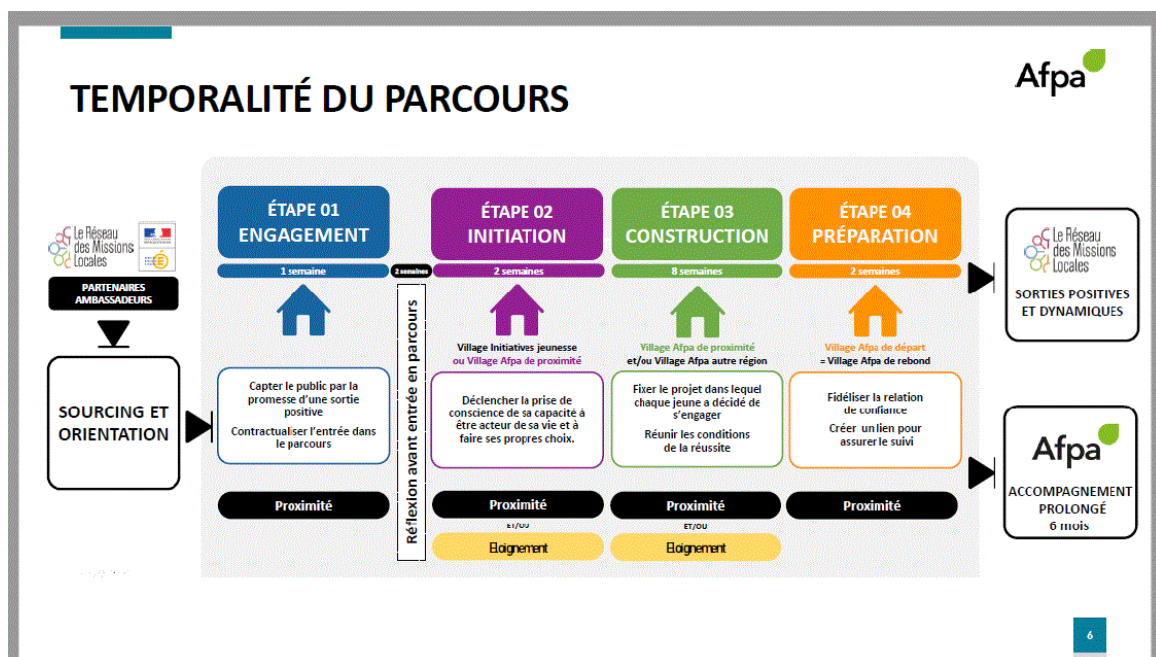 Afpa
TEMPORALITÉ DU PARCOURS
Le Réseau
des Missions
Locales
PARTENAIRES
AMBASSADEURS
SOURCING ET
ORIENTATION
ÉTAPE 01
ENGAGEMENT
1 semaine
Capter le public par la
promesse d'une sortie
positive
Contractualiser l'entrée dans
le parcours
Proximité
2 semaines
Réflexion avant entrée en parcours
ÉTAPE 02
INITIATION
2 semaines
Village Initiatives jeunesse
ou Village Afpa de proximité
Déclencher la prise de
conscience de sa capacité à
être acteur de sa vie et à
faire ses propres choix.
Proximité
ET/OU
Eloignement
ÉTAPE 03
CONSTRUCTION
8 semaines
Village Afpa de proximité
et/ou Village Afpa autre région
Fixer le projet dans lequel
chaque jeune a décidé de
s'engager
Réunir les conditions
de la réussite
Proximité
ET/OU
Eloignement
ÉTAPE 04
PRÉPARATION
2 semaines
Village Afpa de départ
= Village Afpa de rebond
Fidéliser la relation
de confiance
Créer un lien pour
assurer le suivi
Proximité
Le Réseau
des Missions
Locales
SORTIES POSITIVES
ET DYNAMIQUES
Afpa
ACCOMPAGNEMENT
PROLONGÉ
6 mois
6